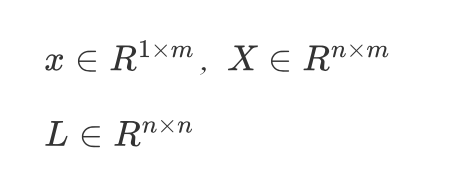 x ∈ R^{1×m}, X ∈ R^{n×m}
L ∈ R^{n×n}